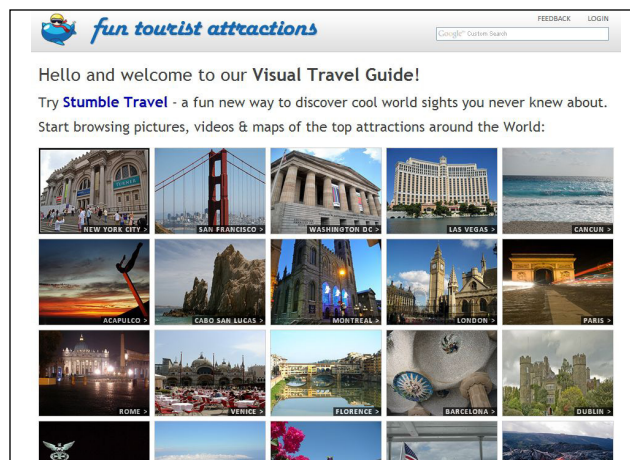 FEEDBACK LOGIN
fun tourist attractions
Google™ Custom Search
Hello and welcome to our Visual Travel Guide!
Try Stumble Travel - a fun new way to discover cool world sights you never knew about.
Start browsing pictures, videos & maps of the top attractions around the World:
TURNER
NEW YORK CITY >
SAN FRANCISCO >
WASHINGTON DC >
LAS VEGAS >
CANCUN >
ACAPULCO >
CABO SAN LUCAS >
MONTREAL >
LONDON >
PARIS >
ROME >
VENICE >
FLORENCE >
BARCELONA >
DUBLIN >